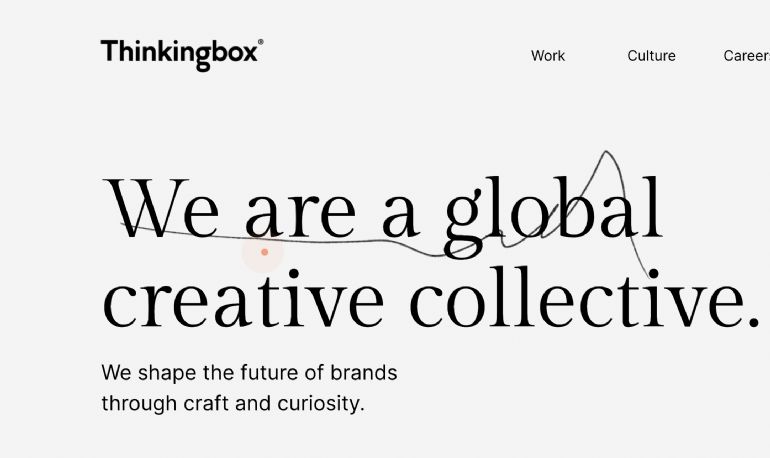 Thinkingbox®
Work Culture Careers
We are a global
creative collective.
We shape the future of brands
through craft and curiosity.